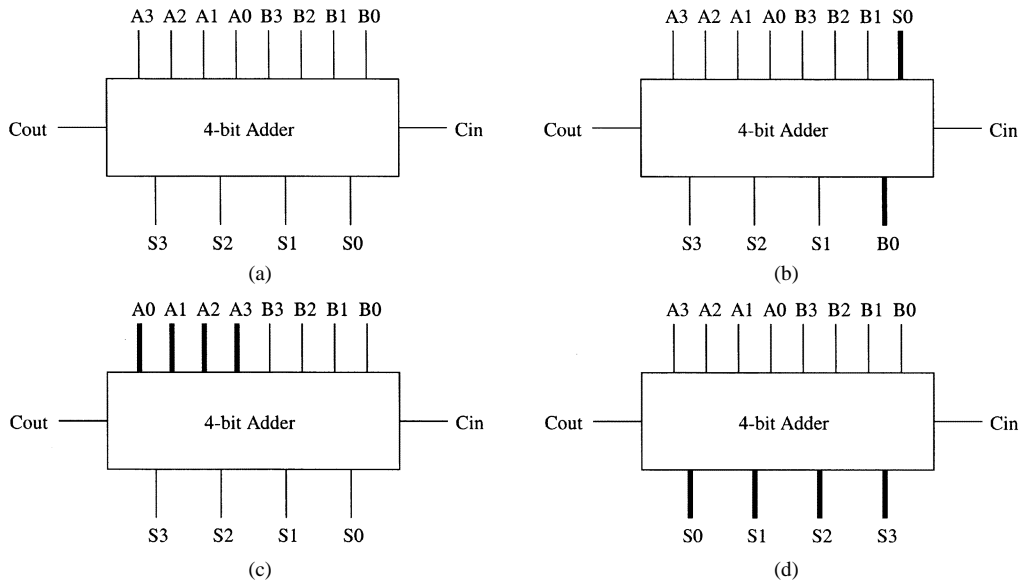 A3 A2 A1 A0 B3 B2 B1 B0
Cout 4-bit Adder Cin
S3 S2 S1 S0
(a)
A3 A2 A1 A0 B3 B2 B1 S0
Cout 4-bit Adder Cin
S3 S2 S1 B0
(b)
A0 A1 A2 A3 B3 B2 B1 B0
Cout 4-bit Adder Cin
S3 S2 S1 S0
(c)
A3 A2 A1 A0 B3 B2 B1 B0
Cout 4-bit Adder Cin
S0 S1 S2 S3
(d)